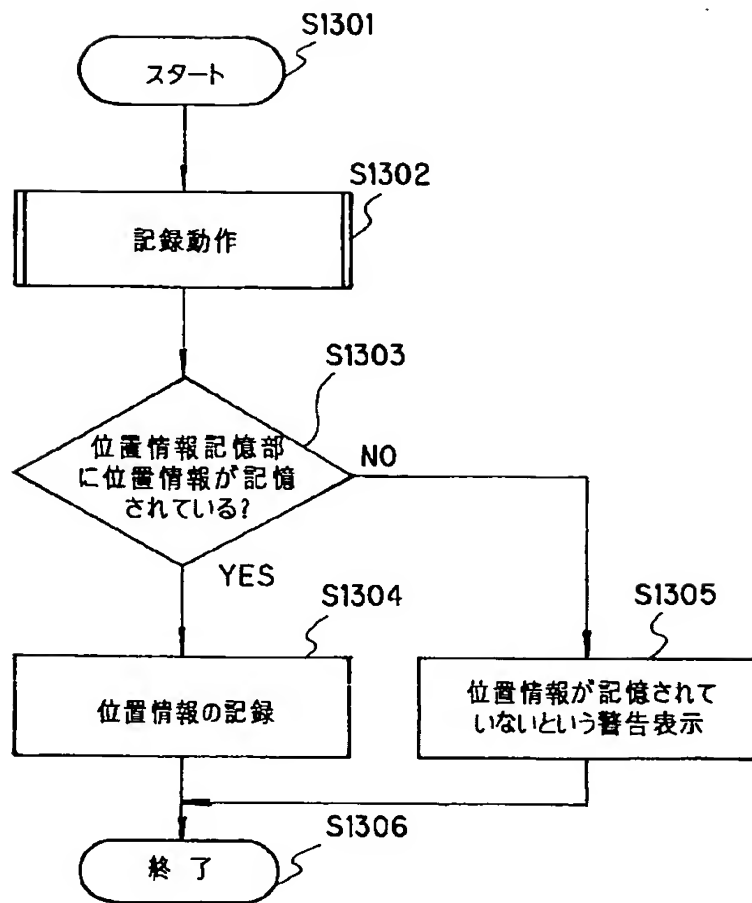 S1301
スタート
S1302
記録動作
S1303
位置情報記憶部
に位置情報が記憶
されている?
NO
YES
S1304
位置情報の記録
S1305
位置情報が記憶されて
いないという警告表示
S1306
終了